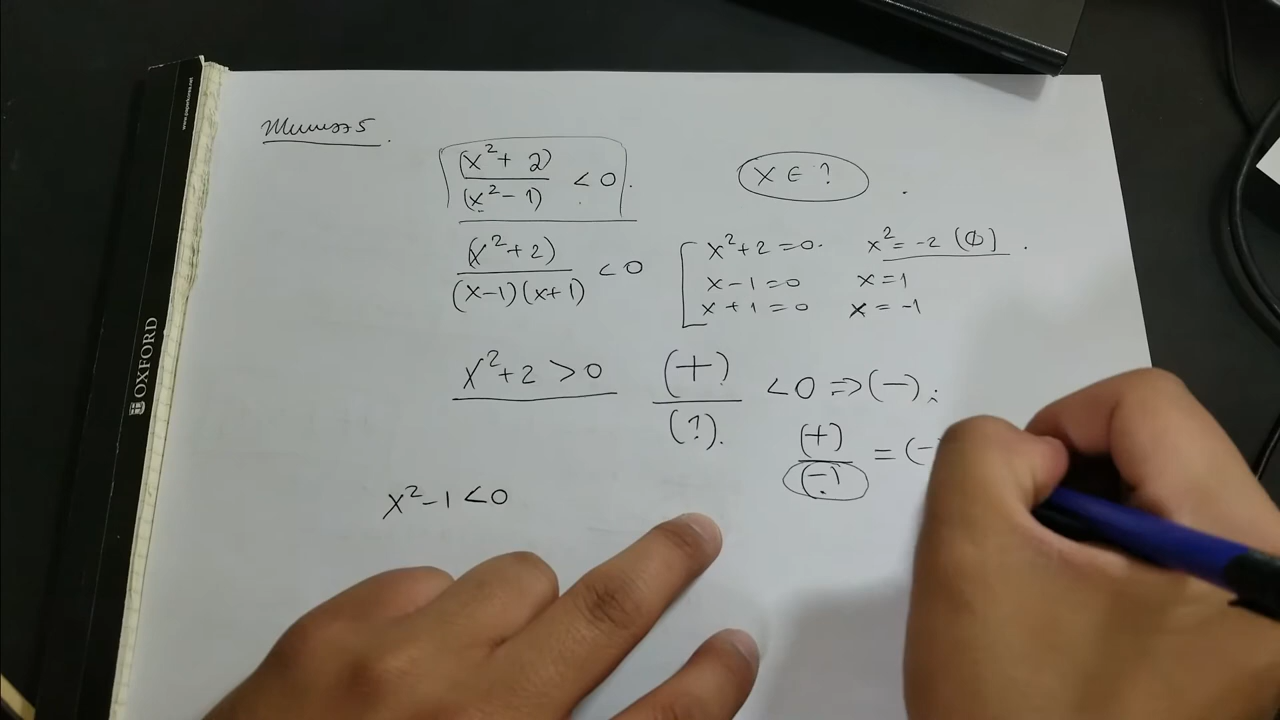 (x² + 2) / (x² - 1) < 0.
x ∈ ?
(x² + 2) / (x-1)(x+1) < 0
x² + 2 = 0. x² = -2 (Ø).
x - 1 = 0 x = 1
x + 1 = 0 x = -1
x² + 2 > 0 (+) / (?). < 0 ⇒ (-);
(+) / (-) = (-
x² - 1 < 0
OXFORD